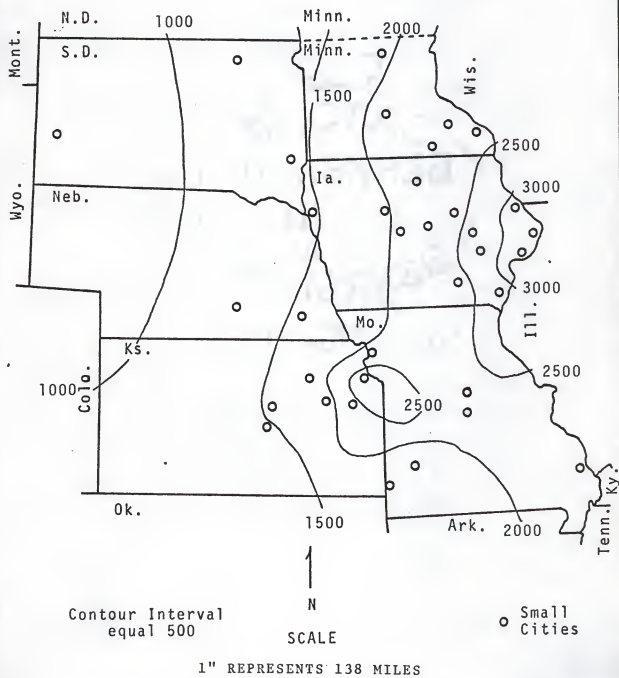 N.D.
1000
Minn.
2000
Mont.
S.D.
Minn.
Wis.
1500
2500
Ia.
Wyo.
Neb.
3000
3000
Mo.
Ill.
Ks.
2500
1000
Colo.
2500
Ky.
Ok.
1500
Ark.
2000
Tenn.
N
Contour Interval
equal 500
SCALE
Small
Cities
1" REPRESENTS 138 MILES